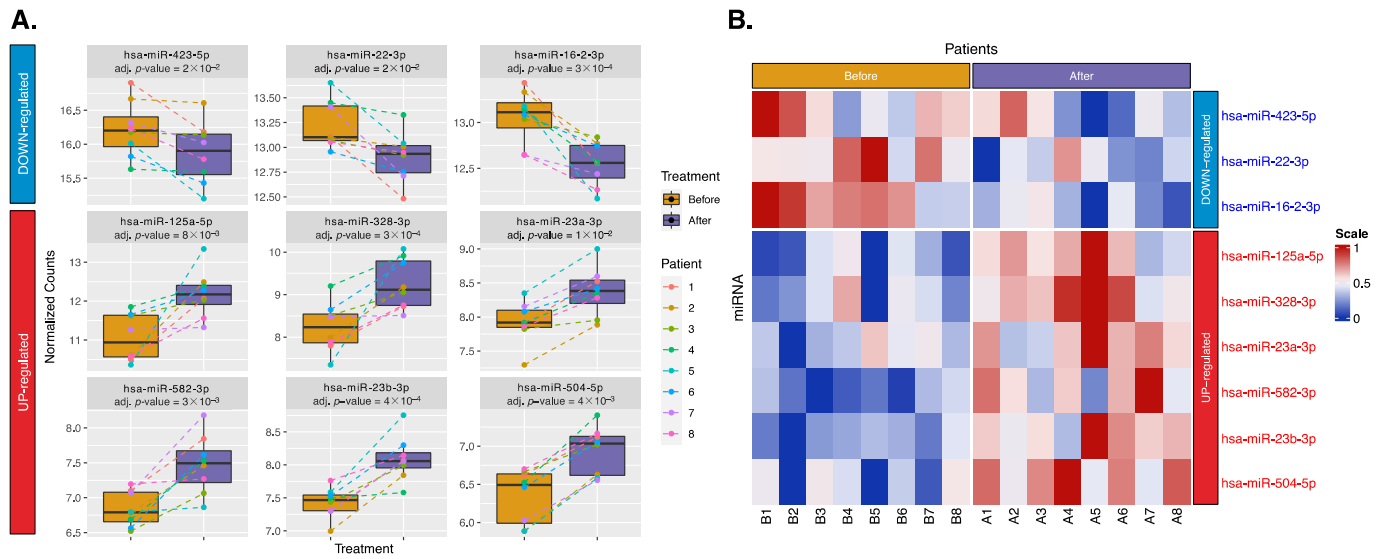 A.
B.
DOWN-regulated
UP-regulated
Normalized Counts
hsa-miR-423-5p
adj. p-value = 2×10⁻²
16.5
16.0
15.5
hsa-miR-22-3p
adj. p-value = 2×10⁻²
13.50
13.25
13.00
12.75
12.50
hsa-miR-16-2-3p
adj. p-value = 3×10⁻⁴
13.0
12.5
hsa-miR-125a-5p
adj. p-value = 8×10⁻³
13
12
11
hsa-miR-328-3p
adj. p-value = 3×10⁻⁴
10
9
8
hsa-miR-23a-3p
adj. p-value = 1×10⁻²
9.0
8.5
8.0
7.5
hsa-miR-582-3p
adj. p-value = 3×10⁻³
8.0
7.5
7.0
6.5
hsa-miR-23b-3p
adj. p-value = 4×10⁻⁴
8.5
8.0
7.5
7.0
hsa-miR-504-5p
adj. p-value = 4×10⁻³
7.0
6.5
6.0
Treatment
Treatment
Before
After
Patient
1
2
3
4
5
6
7
8
Patients
Before
After
miRNA
DOWN-regulated
UP-regulated
hsa-miR-423-5p
hsa-miR-22-3p
hsa-miR-16-2-3p
hsa-miR-125a-5p
hsa-miR-328-3p
hsa-miR-23a-3p
hsa-miR-582-3p
hsa-miR-23b-3p
hsa-miR-504-5p
B1 B2 B3 B4 B5 B6 B7 B8 A1 A2 A3 A4 A5 A6 A7 A8
Scale
1
0.5
0